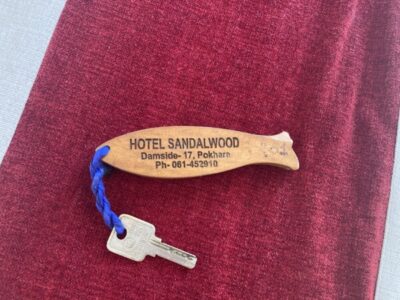 HOTEL SANDALWOOD
Damside- 17, Pokhara
Ph- 061-452910